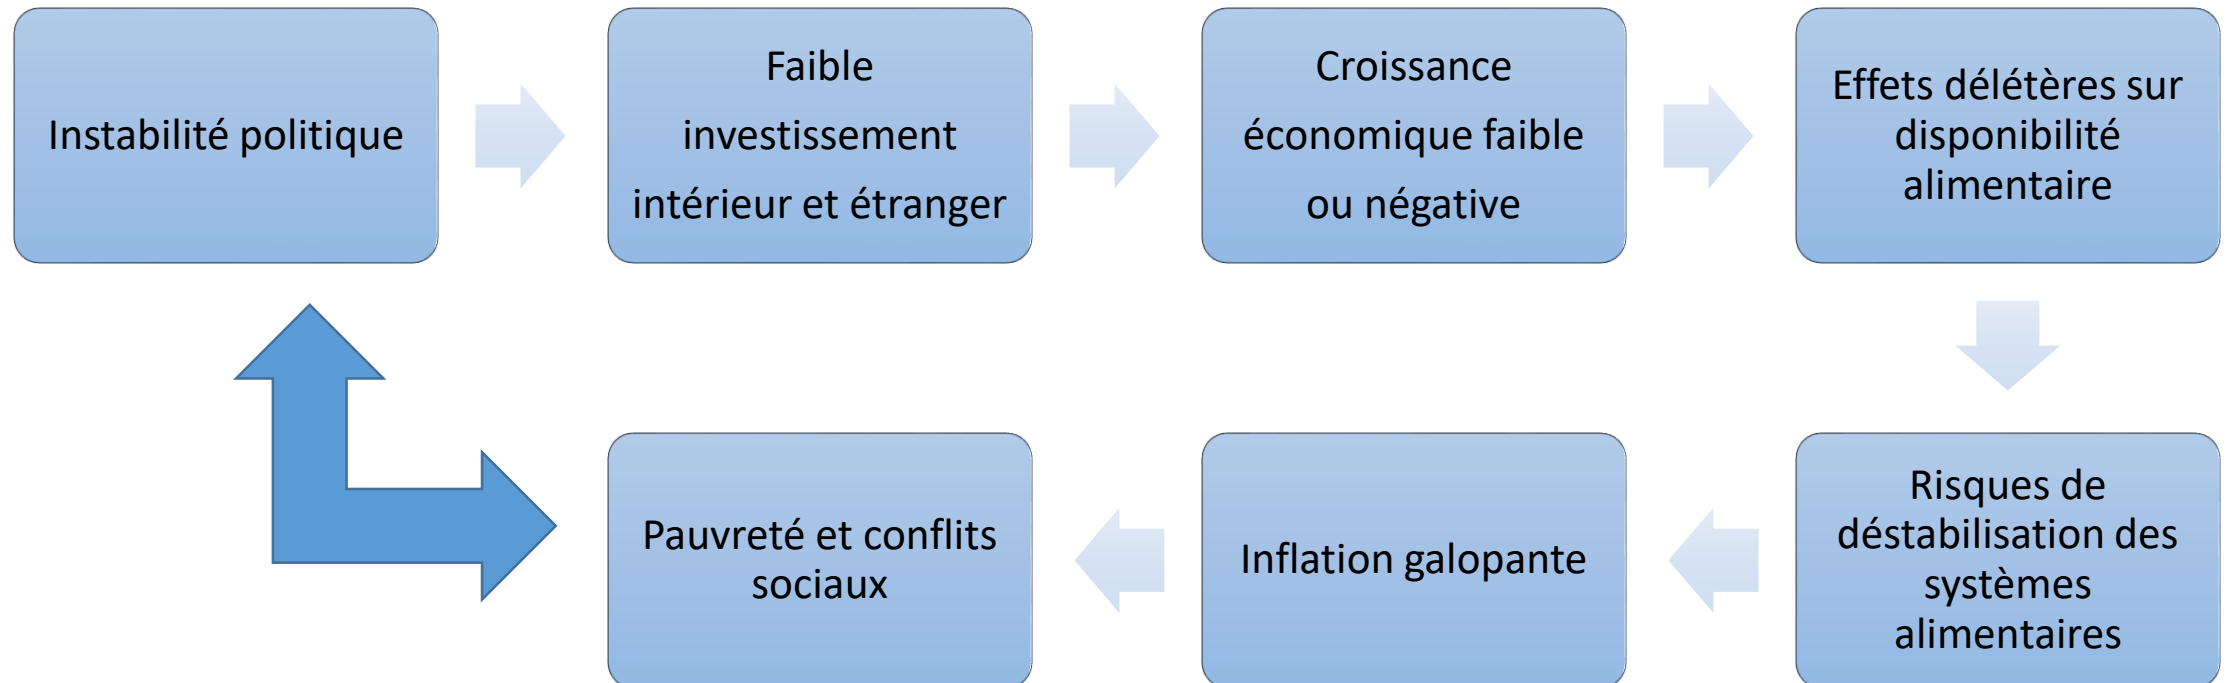 Instabilité politique
Faible
investissement
intérieur et étranger
Croissance
économique faible
ou négative
Effets délétères sur
disponibilité
alimentaire
Risques de
déstabilisation des
systèmes
alimentaires
Inflation galopante
Pauvreté et conflits
sociaux